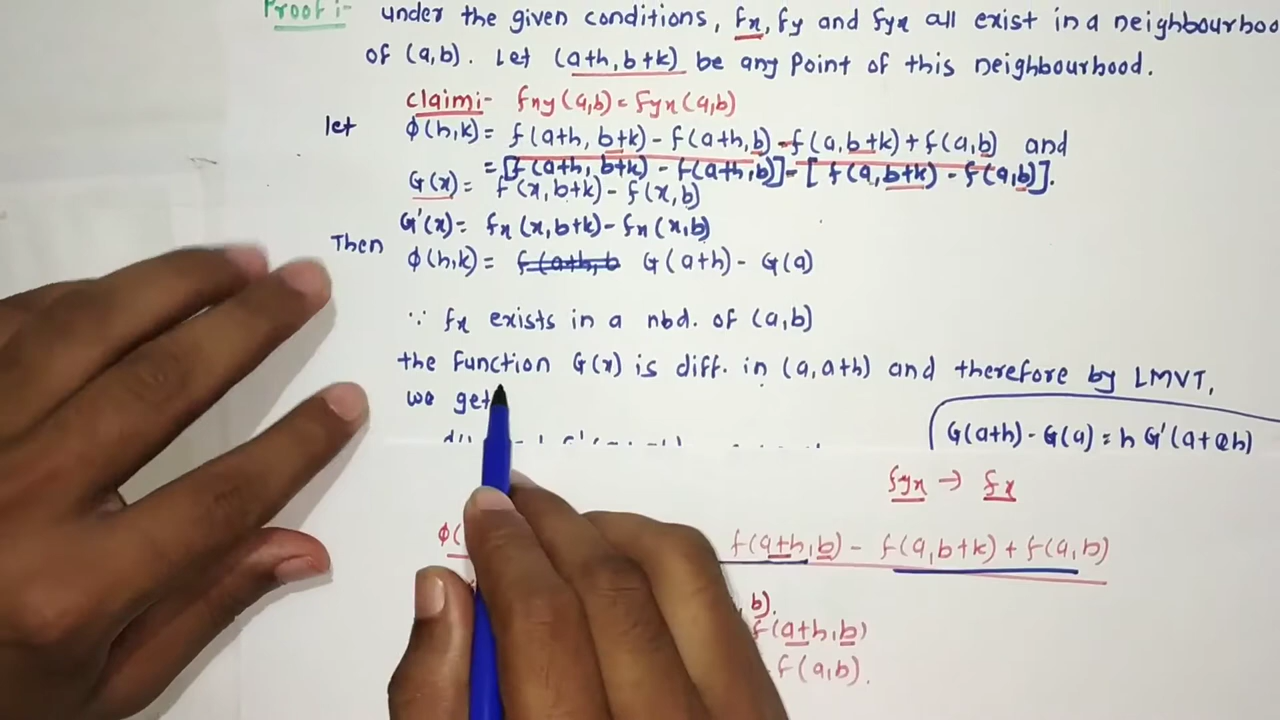 Proof :- under the given conditions, fx, fy and fyx all exist in a neighbourhoo
of (a,b). Let (a+h, b+k) be any point of this neighbourhood.
claim:- fxy (a,b) = fyx (a,b)
let φ(h,k) = f(a+h, b+k) - f(a+h, b) - f(a, b+k) + f(a,b) and
= [f(a+h, b+k) - f(a+h, b)] - [f(a, b+k) - f(a,b)].
G(x) = f(x, b+k) - f(x, b)
G'(x) = fx (x, b+k) - fx (x, b)
Then φ(h,k) = G(a+h) - G(a)
∵ fx exists in a nbd. of (a,b)
the function G(x) is diff. in (a, a+h) and therefore by LMVT,
we get
G(a+h) - G(a) = h G'(a+θh)
fyx → fx
φ( f(a+h, b) - f(a, b+k) + f(a,b)
b).
f(a+h, b)
- f(a,b).